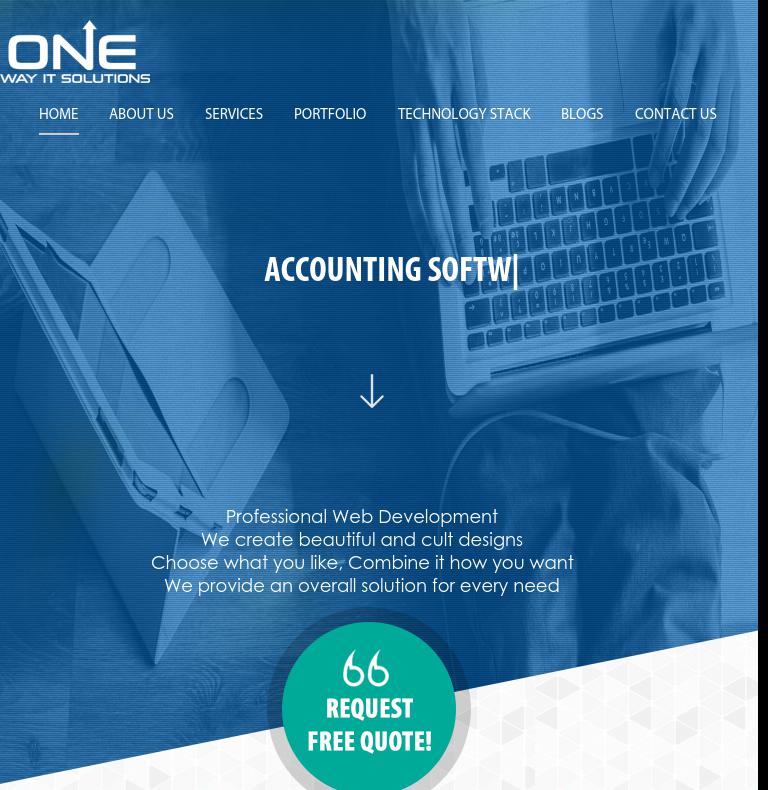 ONE
WAY IT SOLUTIONS
HOME ABOUT US SERVICES PORTFOLIO TECHNOLOGY STACK BLOGS CONTACT US
ACCOUNTING SOFTW|
Professional Web Development
We create beautiful and cult designs
Choose what you like, Combine it how you want
We provide an overall solution for every need
REQUEST
FREE QUOTE!